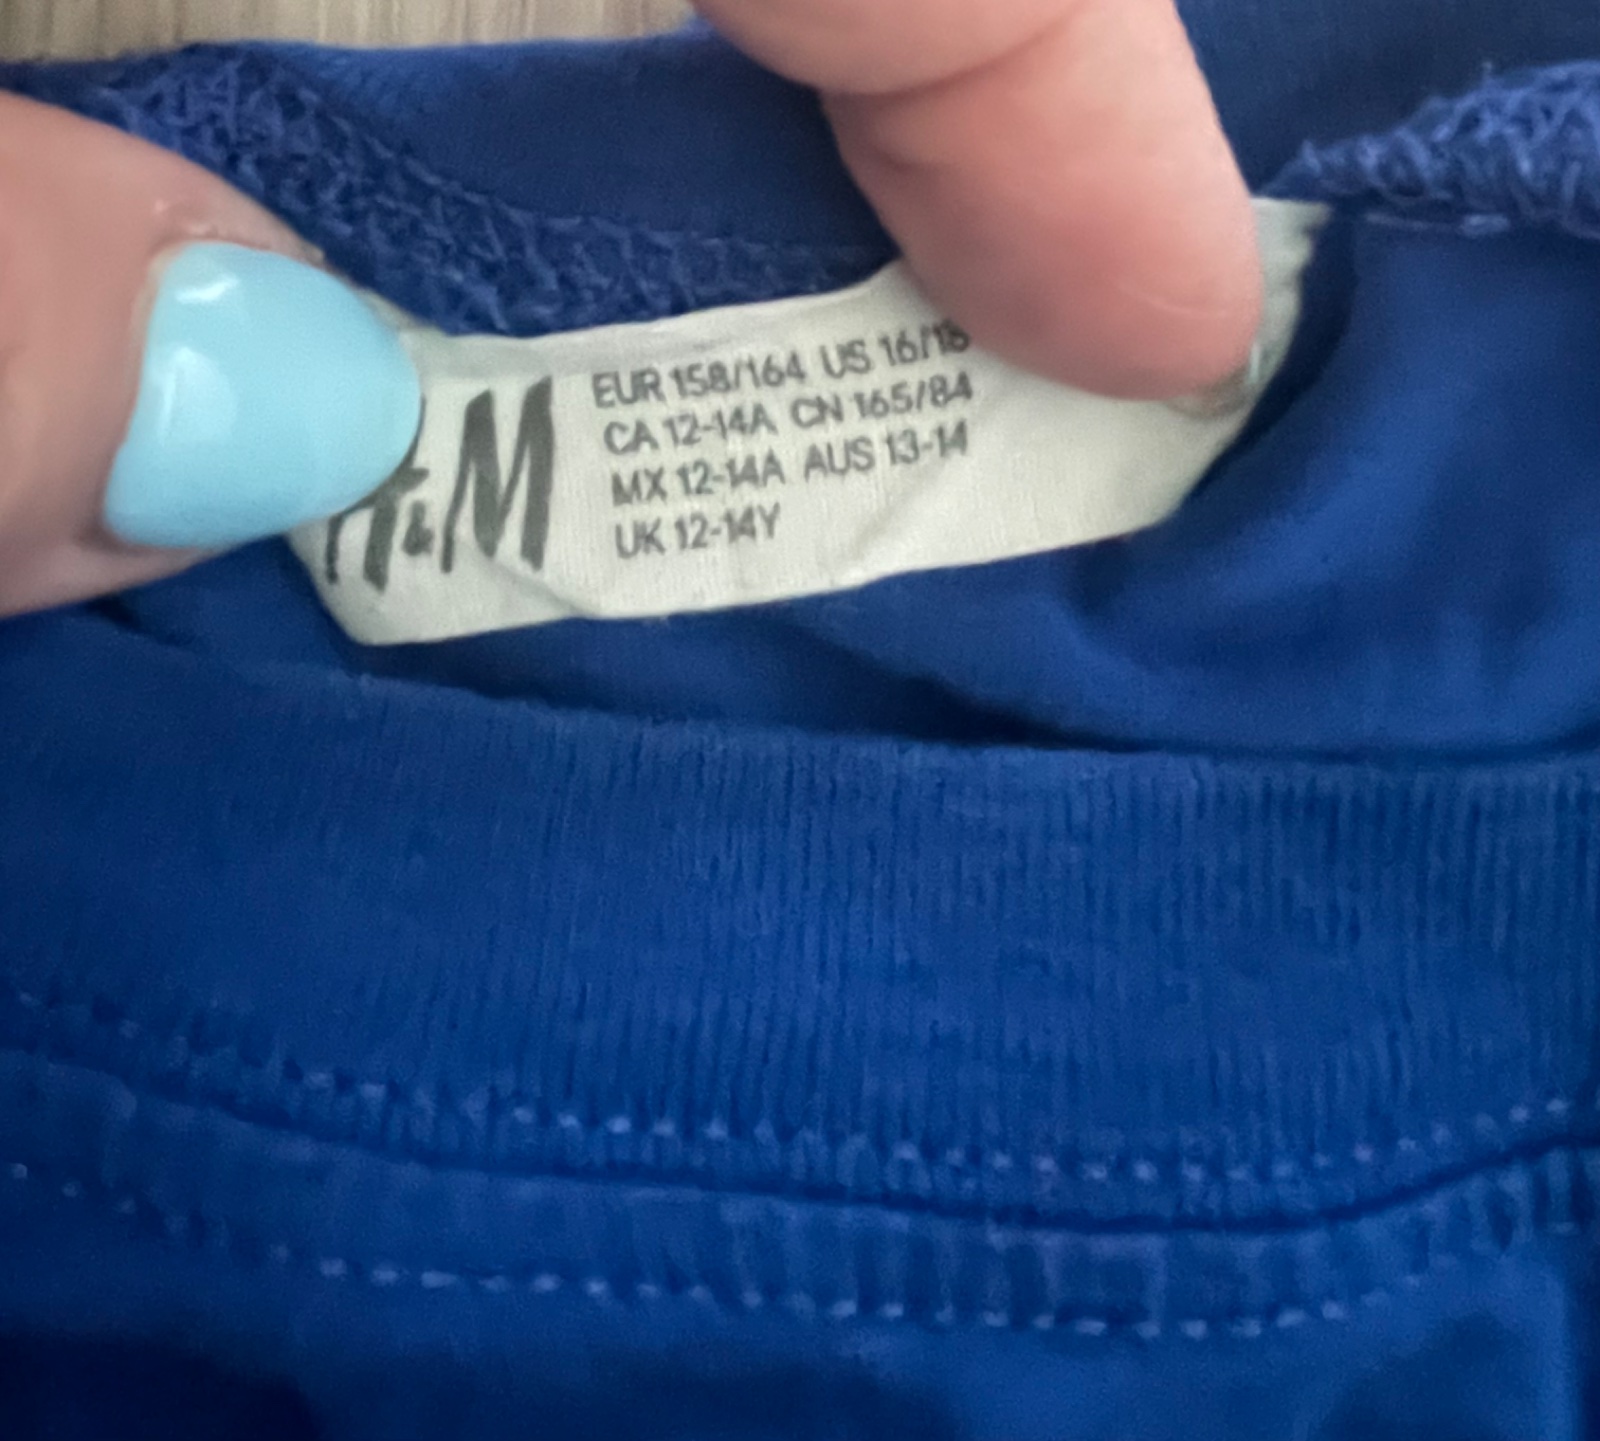 H&M
EUR 158/164 US 16/18
CA 12-14A CN 165/84
MX 12-14A AUS 13-14
UK 12-14Y